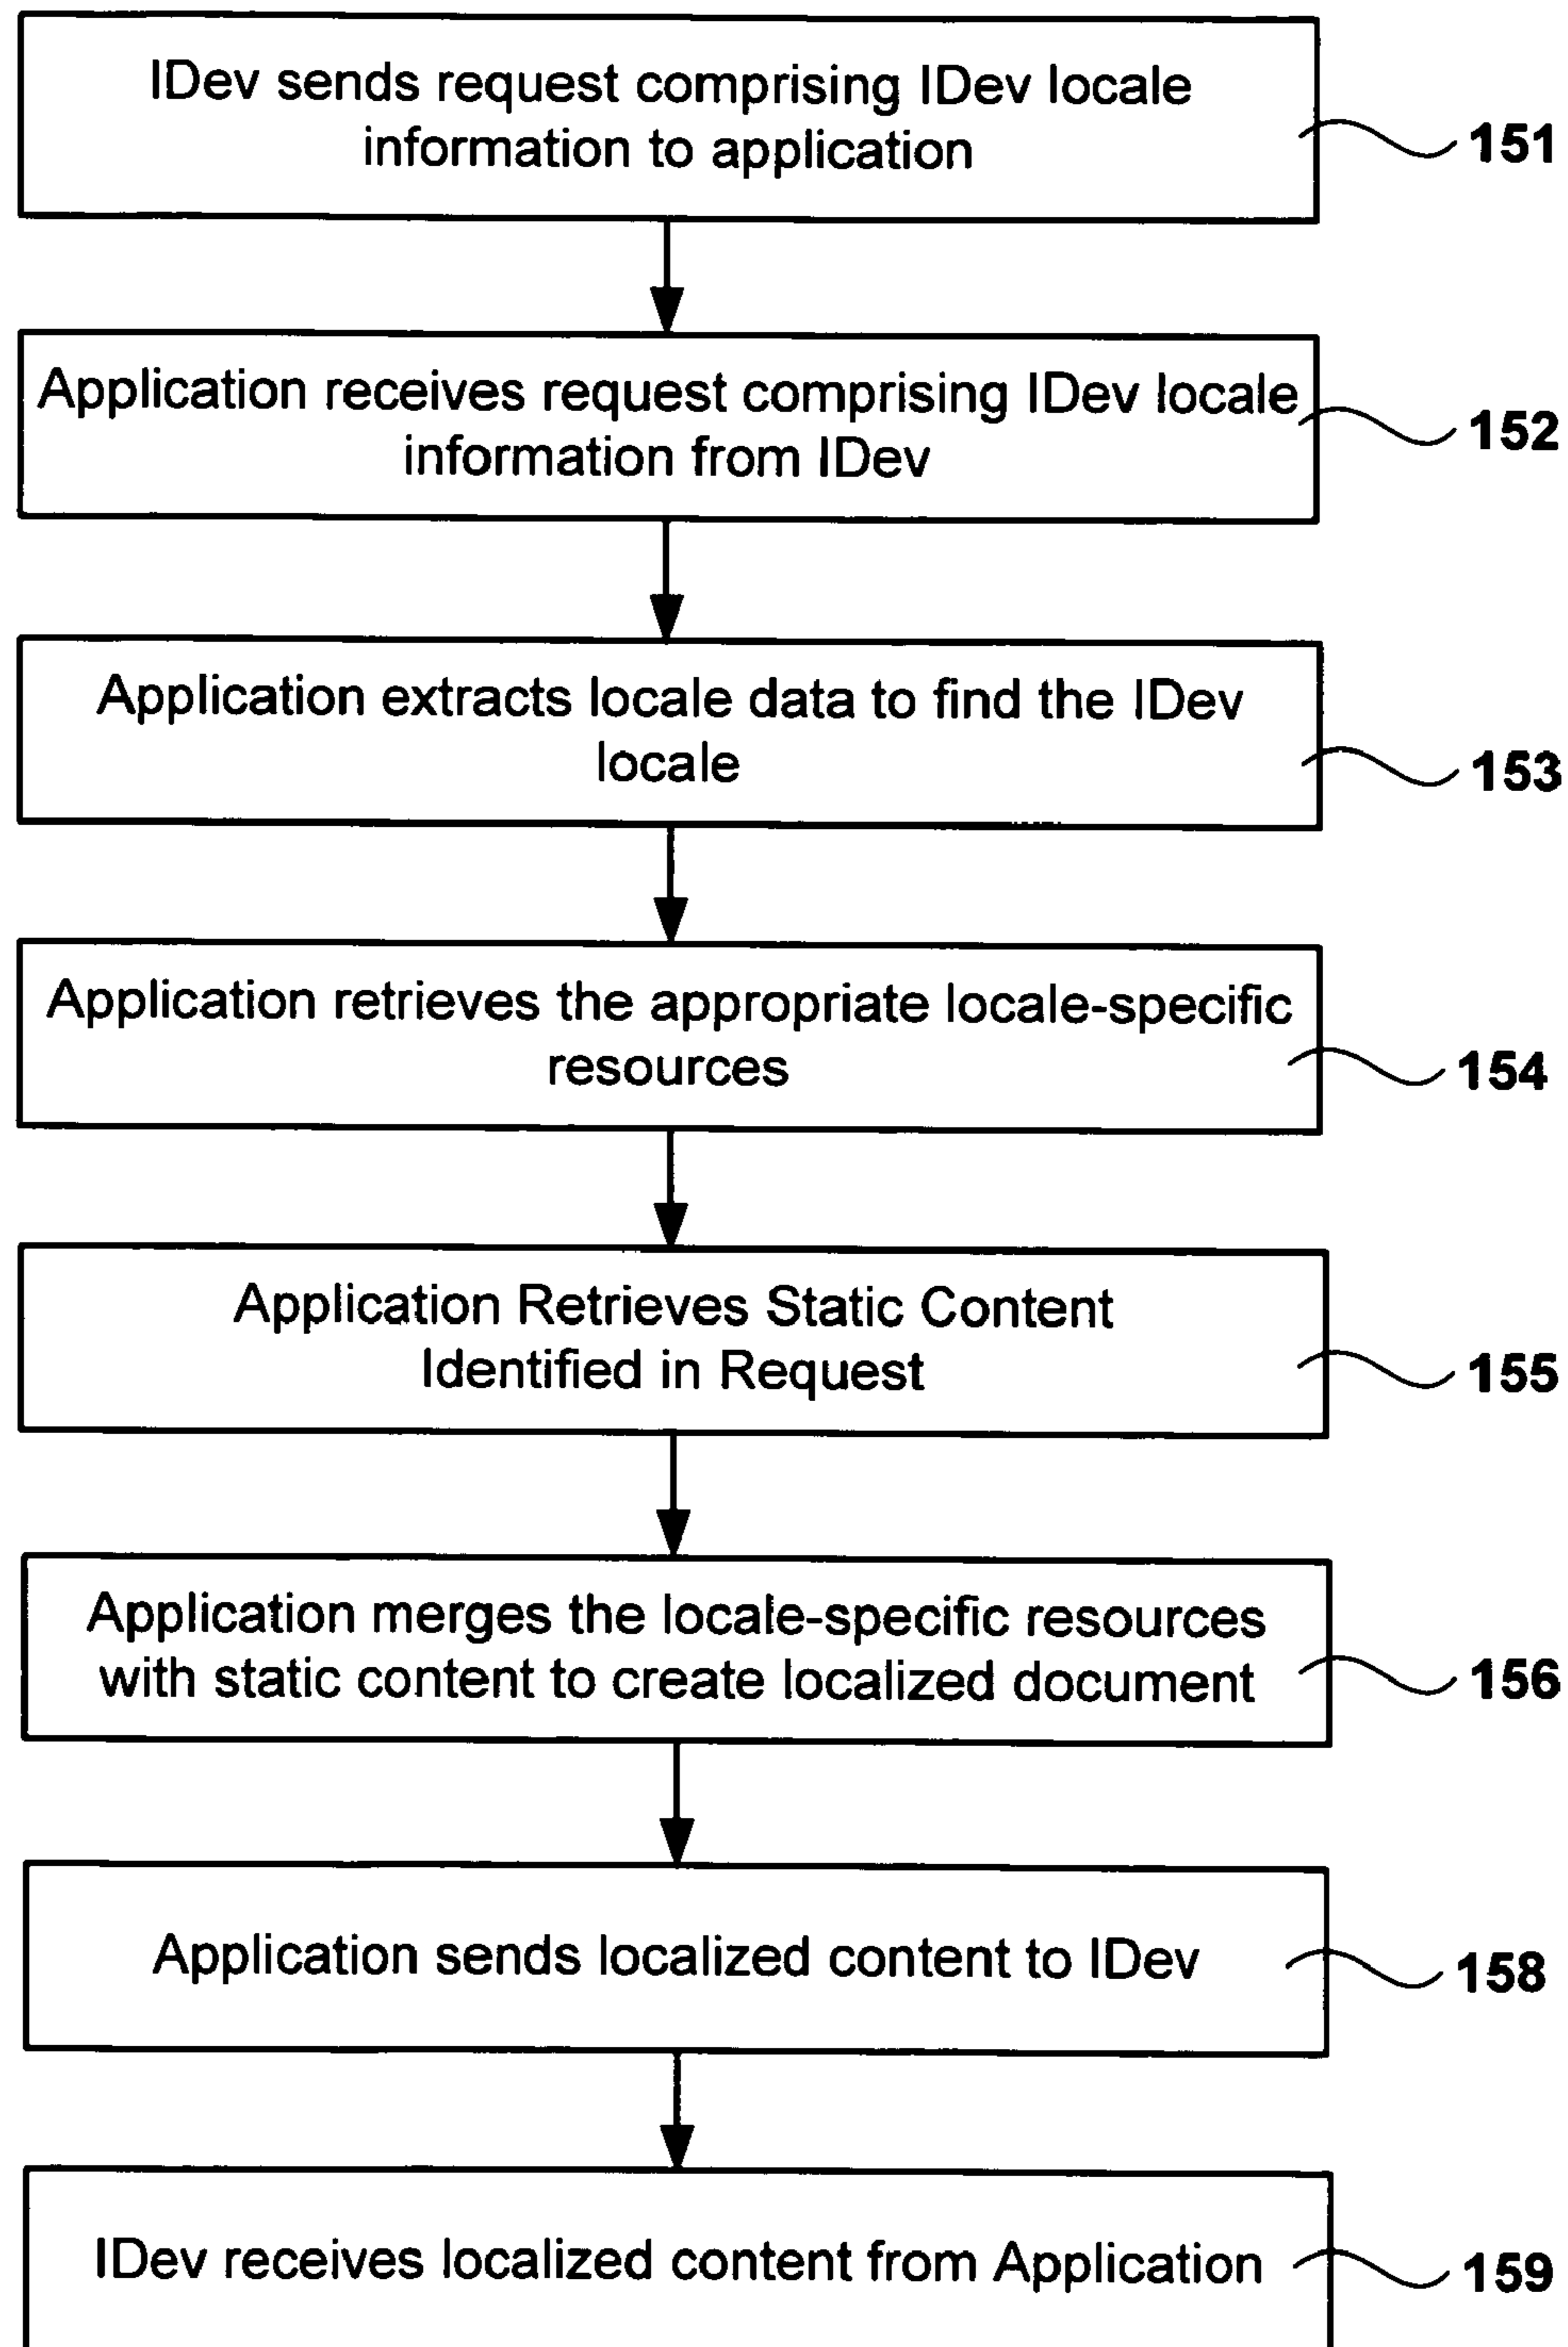 IDev sends request comprising IDev locale
information to application
151
Application receives request comprising IDev locale
information from IDev
152
Application extracts locale data to find the IDev
locale
153
Application retrieves the appropriate locale-specific
resources
154
Application Retrieves Static Content
Identified in Request
155
Application merges the locale-specific resources
with static content to create localized document
156
Application sends localized content to IDev
158
IDev receives localized content from Application
159